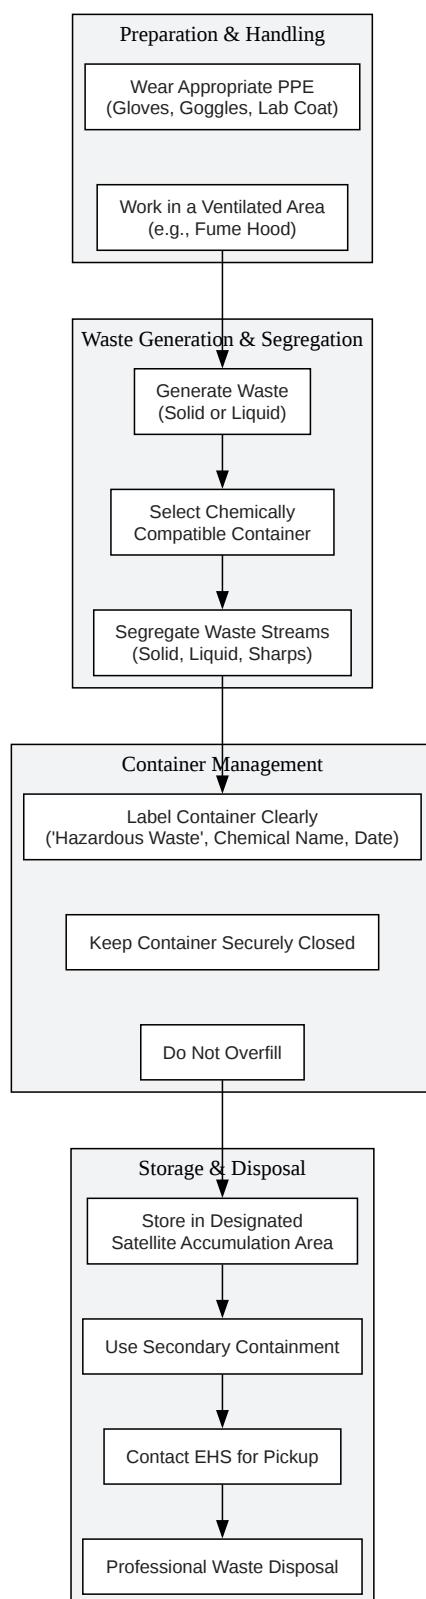 Preparation & Handling
Wear Appropriate PPE
(Gloves, Goggles, Lab Coat)
Work in a Ventilated Area
(e.g., Fume Hood)
Waste Generation & Segregation
Generate Waste
(Solid or Liquid)
Select Chemically
Compatible Container
Segregate Waste Streams
(Solid, Liquid, Sharps)
Container Management
Label Container Clearly
('Hazardous Waste', Chemical Name, Date)
Keep Container Securely Closed
Do Not Overfill
Storage & Disposal
Store in Designated
Satellite Accumulation Area
Use Secondary Containment
Contact EHS for Pickup
Professional Waste Disposal